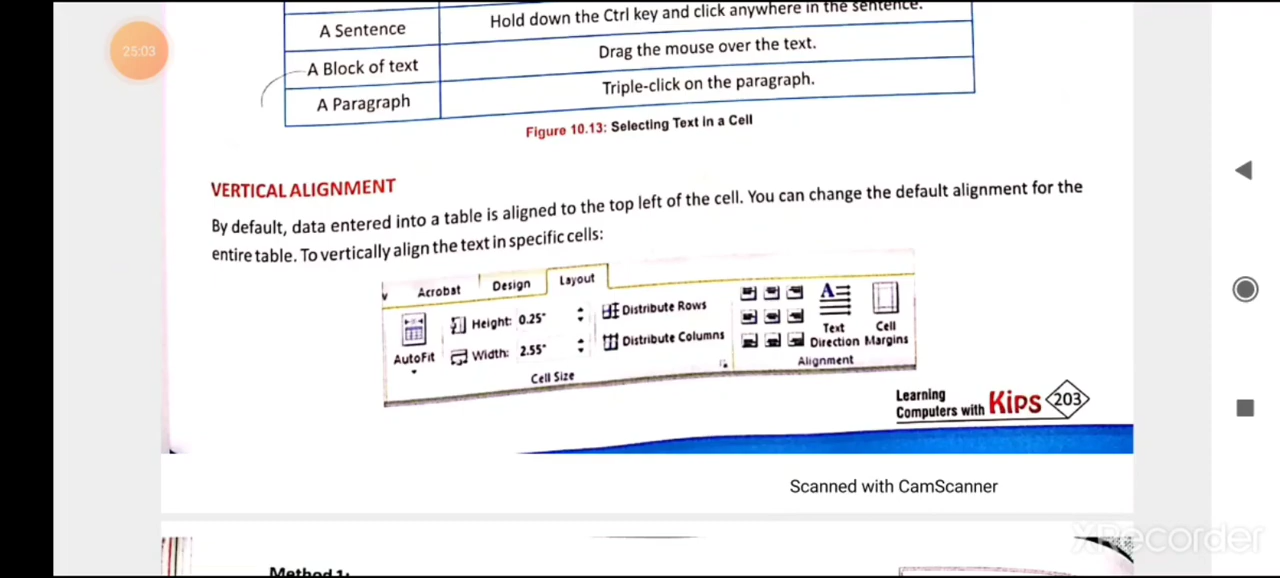 25:03
A Sentence
Hold down the Ctrl key and click anywhere in the sentence.
A Block of text
Drag the mouse over the text.
A Paragraph
Triple-click on the paragraph.
Figure 10.13: Selecting Text in a Cell
VERTICAL ALIGNMENT
By default, data entered into a table is aligned to the top left of the cell. You can change the default alignment for the
entire table. To vertically align the text in specific cells:
Acrobat Design Layout
AutoFit
Height: 0.25"
Width: 2.55"
Cell Size
Distribute Rows
Distribute Columns
Text
Direction
Cell
Margins
Alignment
Learning
Computers with Kips 203
Scanned with CamScanner
XRecorder
Method 1: